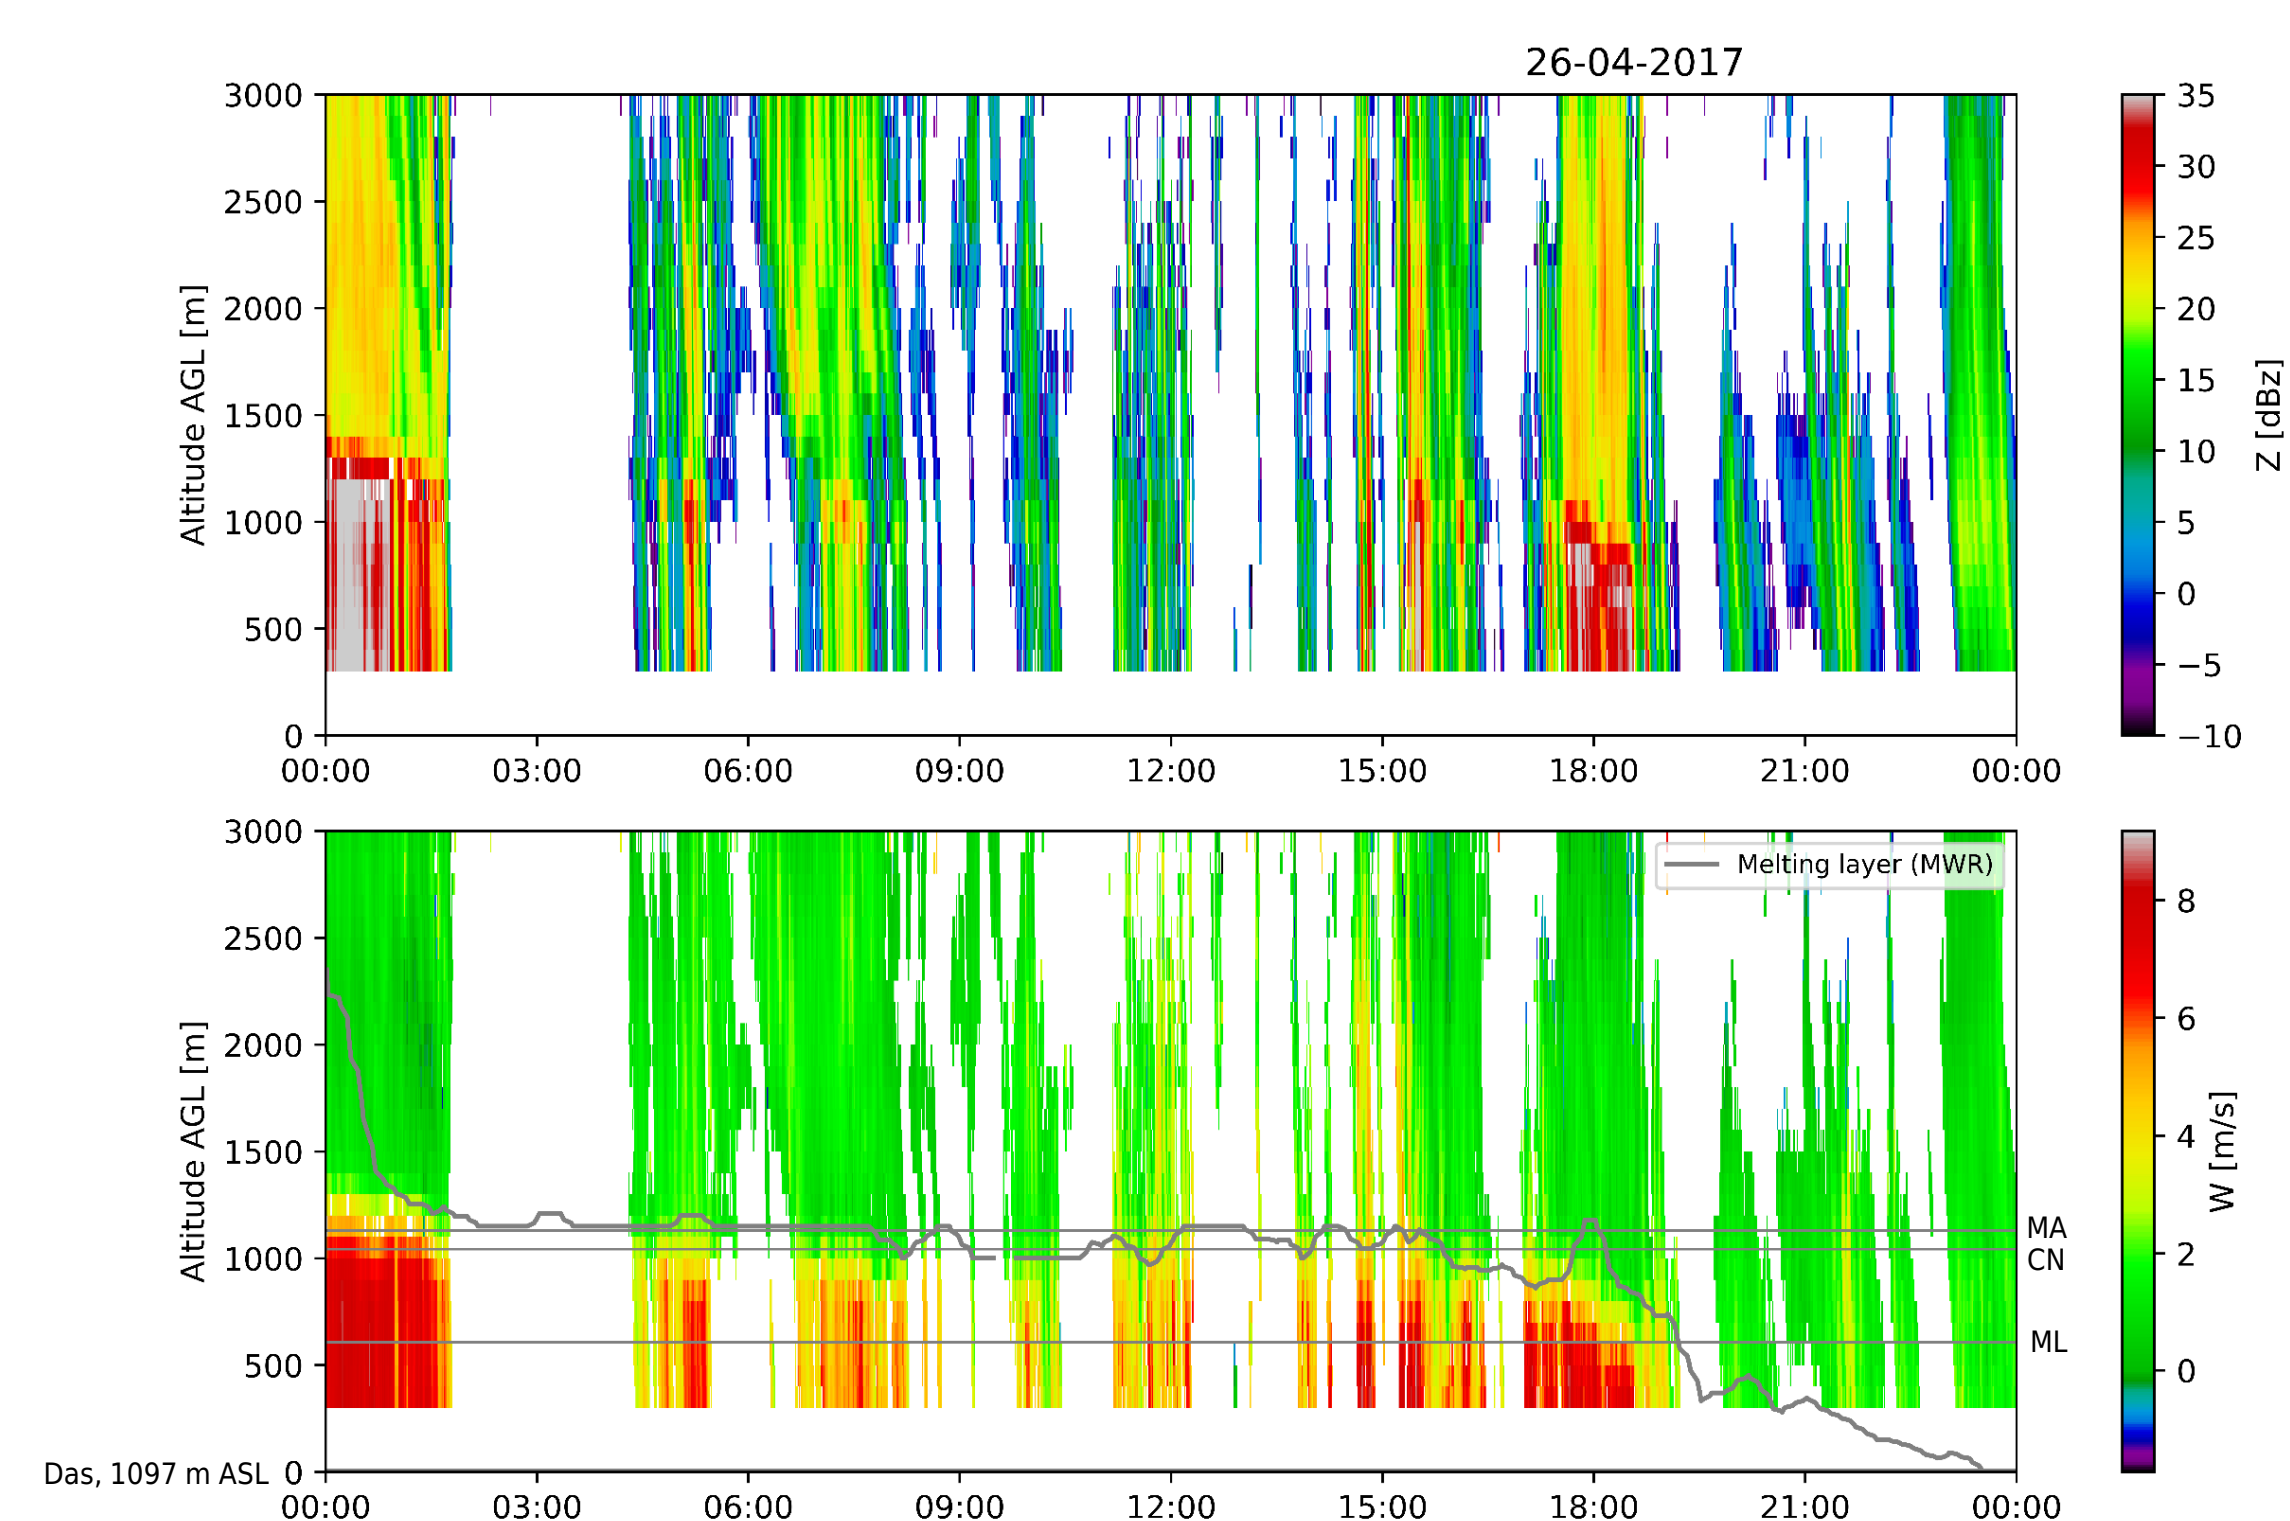 26-04-2017
3000
2500
2000
1500
1000
500
0
Altitude AGL [m]
00:00 03:00 06:00 09:00 12:00 15:00 18:00 21:00 00:00
35
30
25
20
15
10
5
0
−5
−10
Z [dBz]
3000
2500
2000
1500
1000
500
0
Altitude AGL [m]
Melting layer (MWR)
MA
CN
ML
Das, 1097 m ASL
00:00 03:00 06:00 09:00 12:00 15:00 18:00 21:00 00:00
8
6
4
2
0
W [m/s]